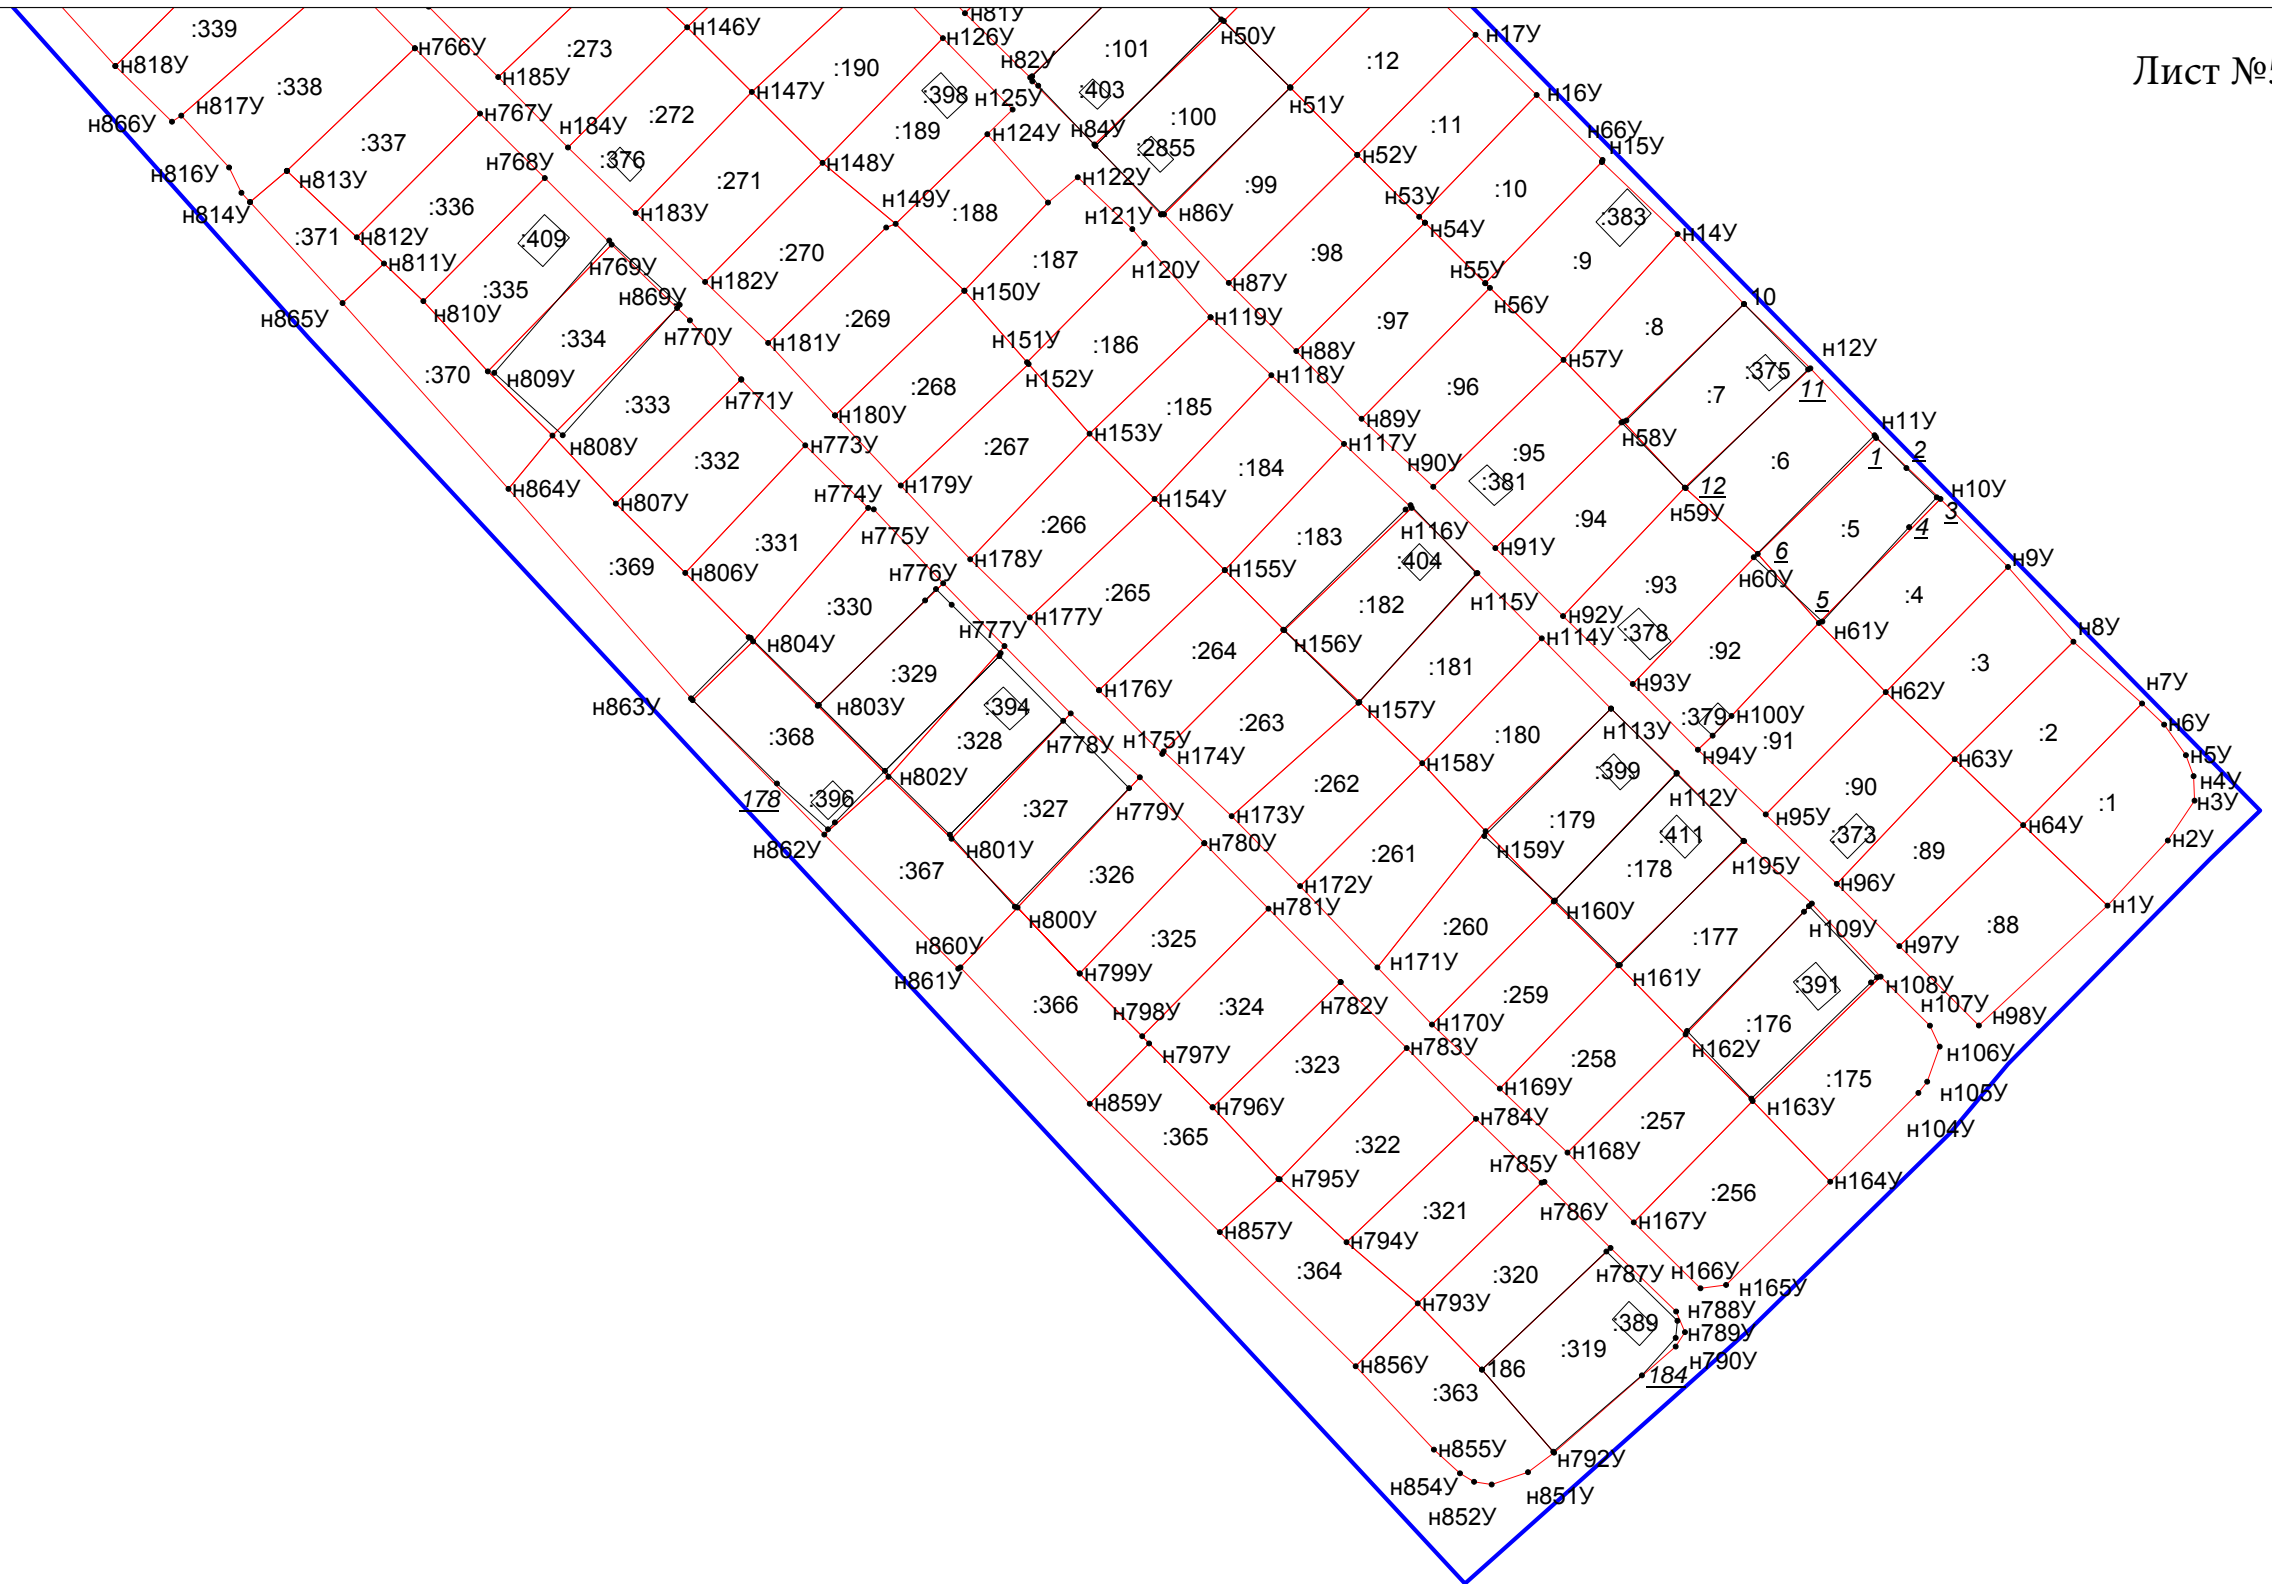 Лист №5
:339
н818У
н766У
:273
н185У
н146У
н126У
н81У
н82У
:101
н50У
:12
н17У
:338
н866У
н817У
н767У
н184У
:272
н147У
:190
:398
н125У
:403
н51У
н16У
:337
н768У
:376
:189
н124У
н84У
:100
:2855
:11
н66У
н15У
н816У
н813У
н183У
:271
н148У
н122У
:99
н52У
н814У
:336
н149У
:188
н121У
н86У
н53У
:10
:383
:371
н812У
:409
н811У
н769У
:270
:187
н120У
:98
н54У
:9
н14У
н865У
:335
н810У
н869У
н182У
н150У
н87У
н55У
н56У
10
:334
н770У
:269
н181У
н119У
:97
:8
н12У
:370
н809У
н151У
:186
н152У
н88У
н57У
:375
11
:333
н771У
:268
н180У
н118У
:96
:7
н11У
н808У
н773У
:267
н153У
:185
н117У
н89У
н58У
1
2
:332
н179У
:184
н90У
:95
:6
н10У
н864У
н807У
н774У
н154У
:381
12
3
:331
н775У
:266
:183
н116У
:94
н59У
:5
4
:369
н806У
н776У
н178У
н155У
:404
н91У
6
н60У
н9У
:330
н177У
:265
:182
н115У
н92У
:93
5
:4
н804У
н777У
:264
н156У
н114У
:378
н61У
н8У
:329
н176У
:181
:92
:3
н863У
н803У
:394
н93У
н62У
н7У
:368
:328
н778У
н175У
н174У
:263
н157У
:180
н113У
:379
н100У
:91
н94У
:2
н6У
178
:396
н802У
н158У
:399
н63У
н5У
н4У
н862У
:327
н779У
н173У
:262
:179
н112У
:90
:1
н3У
н801У
н780У
:261
н159У
:411
н95У
:373
н64У
н2У
:367
:326
н172У
:178
н195У
н96У
:89
н860У
н800У
н781У
:260
н160У
:177
н109У
н97У
:88
н1У
н861У
:325
н799У
н171У
н161У
:391
н108У
:366
н798У
:324
н782У
:259
н170У
:176
н107У
н98У
н797У
н783У
:258
н162У
н106У
:323
н169У
:175
н105У
н859У
н796У
н784У
:257
н163У
н104У
:365
:322
н785У
н168У
н795У
н786У
:256
н164У
н857У
н794У
:321
н167У
:364
:320
н787У
н166У
н165У
н793У
:389
н788У
н789У
н856У
186
:319
н790У
:363
184
н855У
н792У
н854У
н851У
н852У